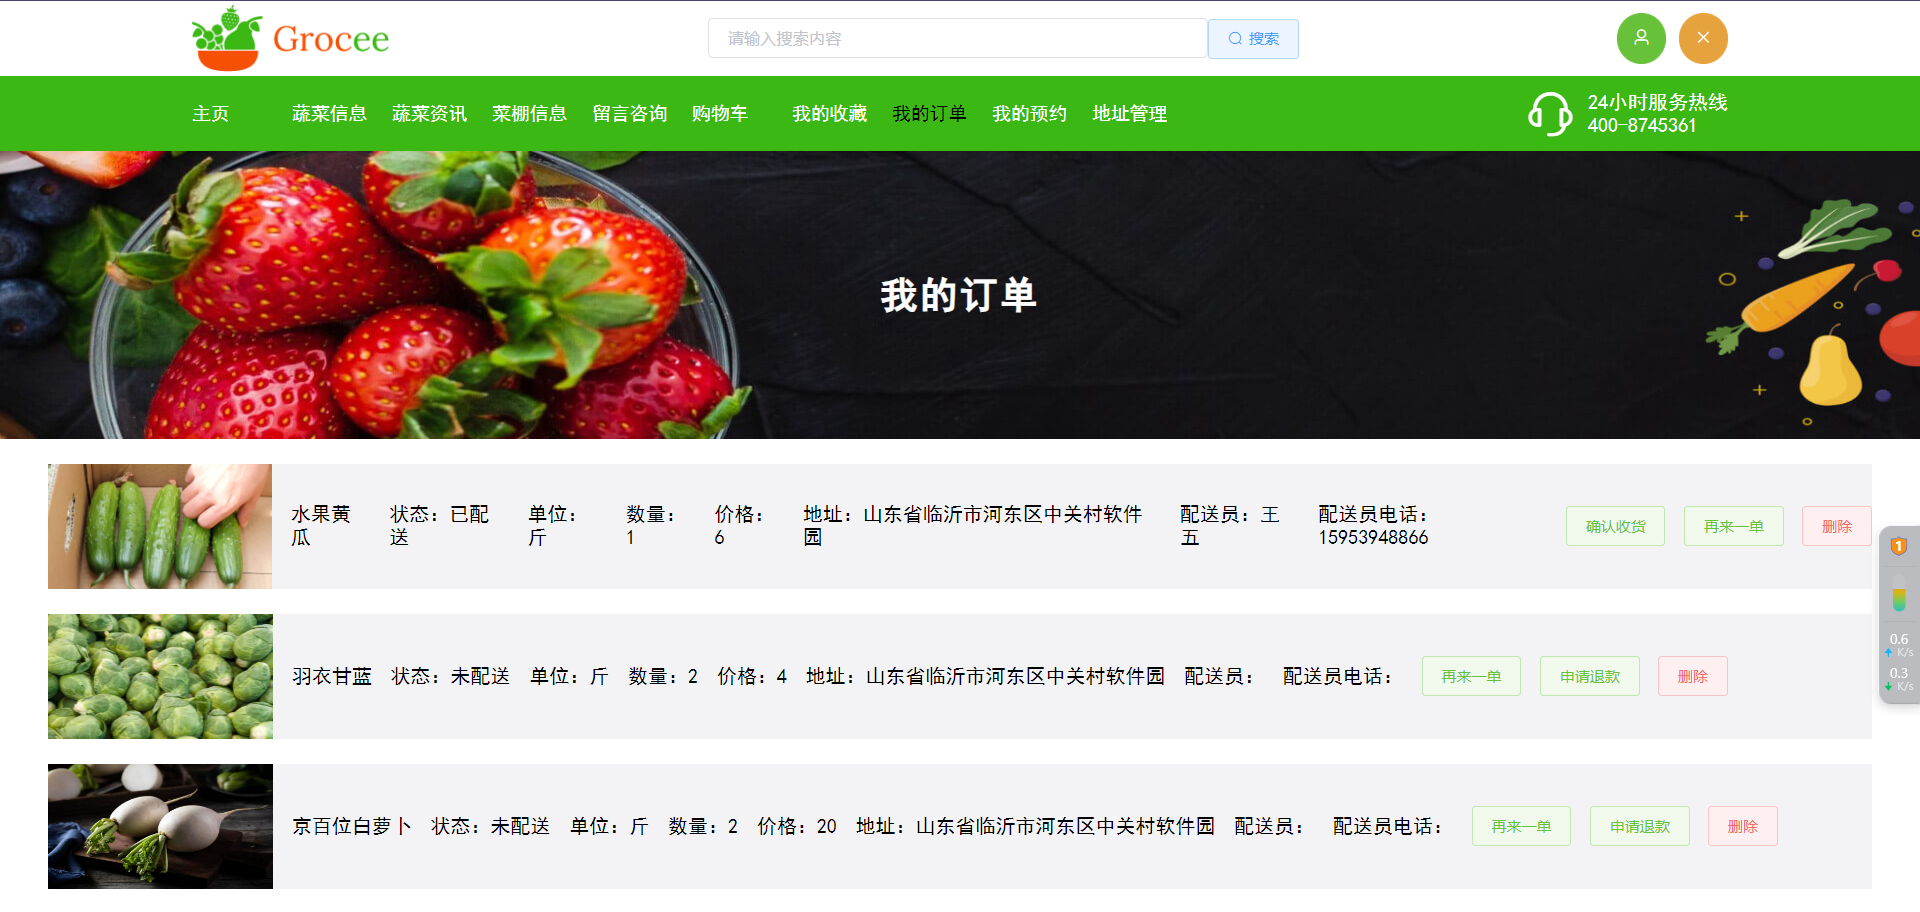 Grocee
请输入搜索内容
搜索
主页 蔬菜信息 蔬菜资讯 菜棚信息 留言咨询 购物车 我的收藏 我的订单 我的预约 地址管理
24小时服务热线
400-8745361
我的订单
水果黄
瓜
状态：已配
送
单位：
斤
数量：
1
价格：
6
地址：山东省临沂市河东区中关村软件
园
配送员：王
五
配送员电话：
15953948866
确认收货 再来一单 删除
羽衣甘蓝 状态：未配送 单位：斤 数量：2 价格：4 地址：山东省临沂市河东区中关村软件园 配送员： 配送员电话： 再来一单 申请退款 删除
京百位白萝卜 状态：未配送 单位：斤 数量：2 价格：20 地址：山东省临沂市河东区中关村软件园 配送员： 配送员电话： 再来一单 申请退款 删除
1
0.6
K/s
0.3
K/s